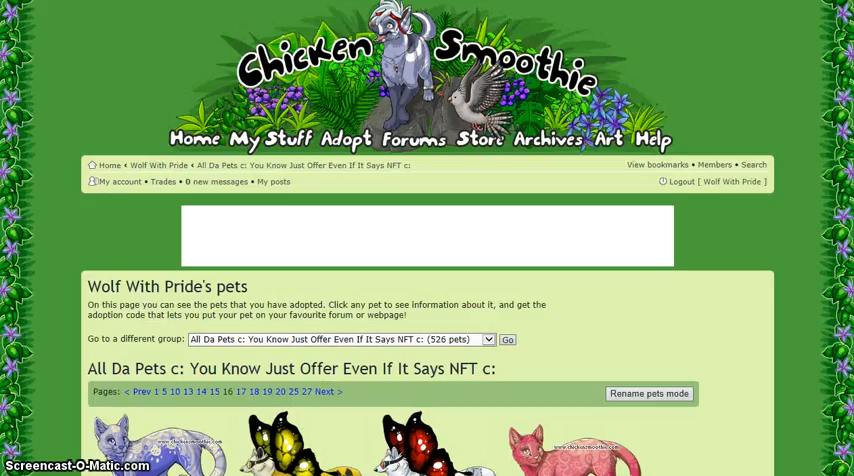 Chicken Smoothie
Home My Stuff Adopt Forums Store Archives Art Help
Home ‹ Wolf With Pride ‹ All Da Pets c: You Know Just Offer Even If It Says NFT c:
View bookmarks • Members • Search
My account • Trades • 0 new messages • My posts
Logout [ Wolf With Pride ]
Wolf With Pride's pets
On this page you can see the pets that you have adopted. Click any pet to see information about it, and get the
adoption code that lets you put your pet on your favourite forum or webpage!
Go to a different group: All Da Pets c: You Know Just Offer Even If It Says NFT c: (526 pets) Go
All Da Pets c: You Know Just Offer Even If It Says NFT c:
Pages: < Prev 1 5 10 13 14 15 16 17 18 19 20 25 27 Next >
Rename pets mode
www.chickensmoothie.com
www.chickensmoothie.com
Screencast-O-Matic.com